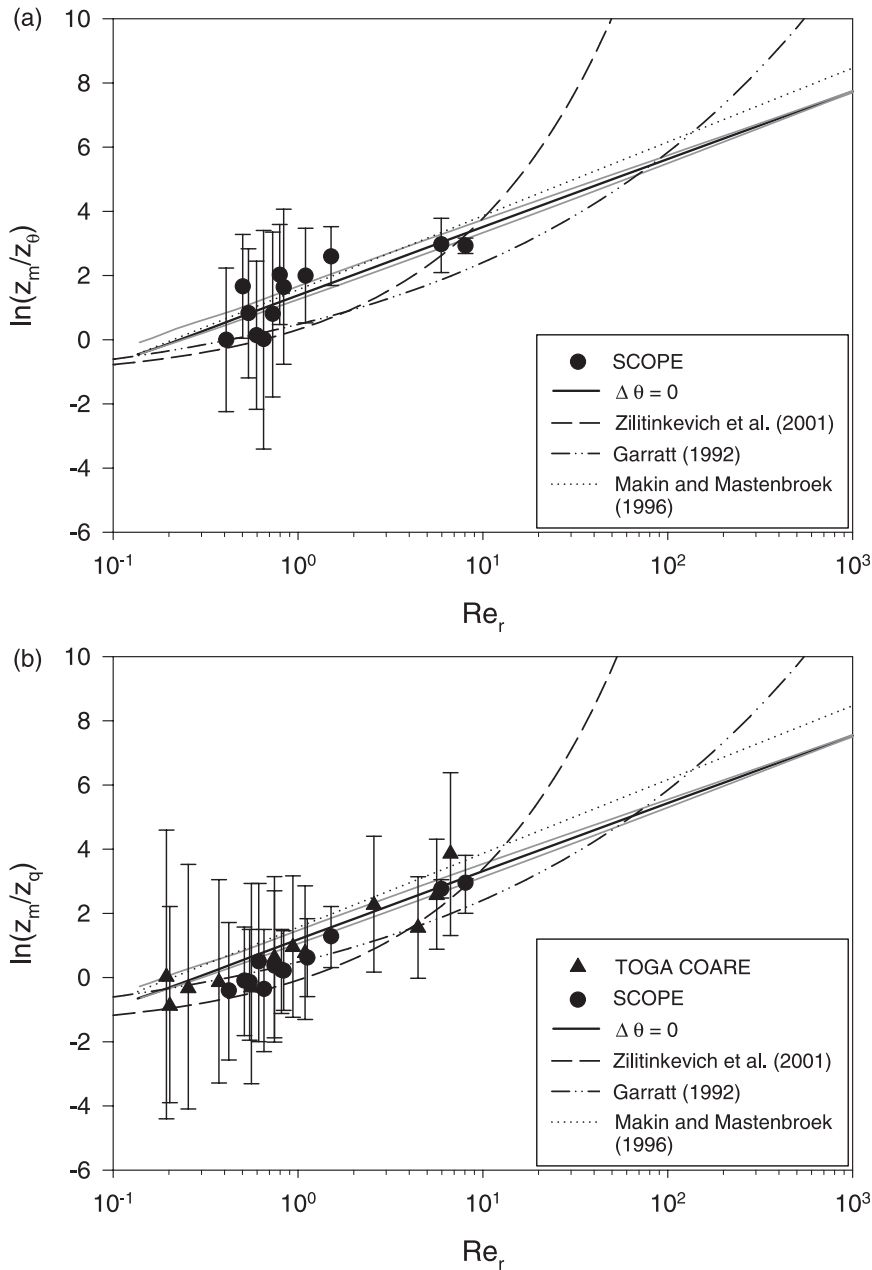 (a)
10
8
6
4
2
0
-2
-4
-6
ln(z_m/z_θ)
SCOPE
Δ θ = 0
Zilitinkevich et al. (2001)
Garratt (1992)
Makin and Mastenbroek
(1996)
10^-1 10^0 10^1 10^2 10^3
Re_r
(b)
10
8
6
4
2
0
-2
-4
-6
ln(z_m/z_q)
TOGA COARE
SCOPE
Δ θ = 0
Zilitinkevich et al. (2001)
Garratt (1992)
Makin and Mastenbroek
(1996)
10^-1 10^0 10^1 10^2 10^3
Re_r